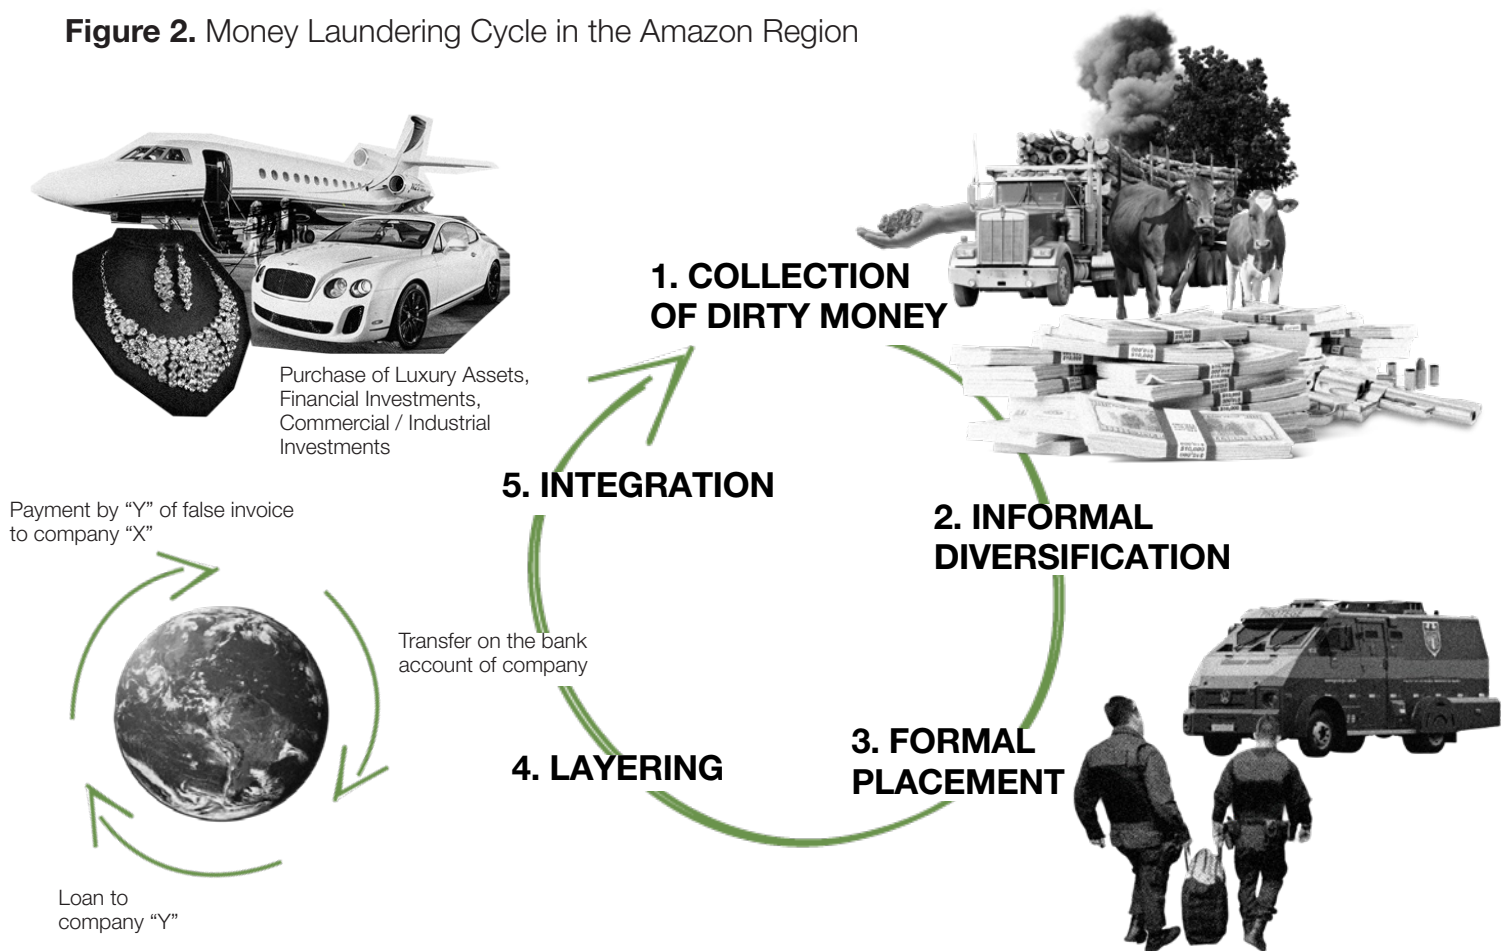 Figure 2. Money Laundering Cycle in the Amazon Region
1. COLLECTION
OF DIRTY MONEY
Purchase of Luxury Assets,
Financial Investments,
Commercial / Industrial
Investments
5. INTEGRATION
Payment by “Y” of false invoice
to company “X”
2. INFORMAL
DIVERSIFICATION
Transfer on the bank
account of company
3. FORMAL
PLACEMENT
4. LAYERING
Loan to
company “Y”